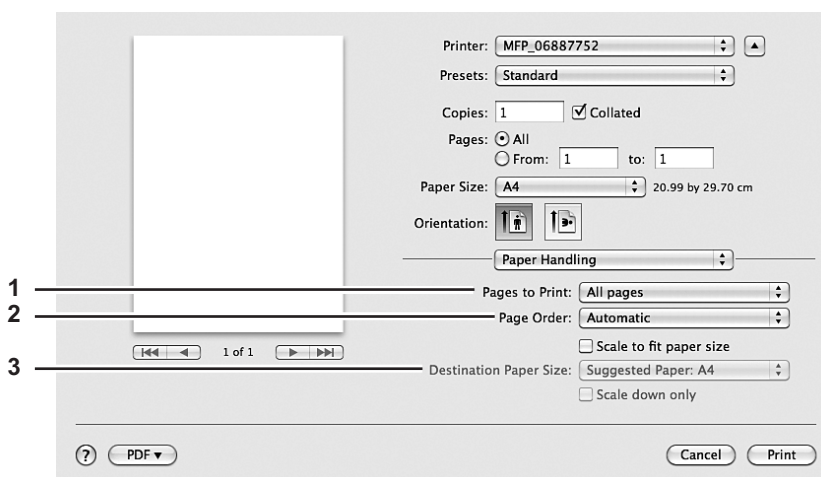 Printer: MFP_06887752
Presets: Standard
Copies: 1 Collated
Pages: All
From: 1 to: 1
Paper Size: A4 20.99 by 29.70 cm
Orientation:
Paper Handling
1 Pages to Print: All pages
2 Page Order: Automatic
Scale to fit paper size
1 of 1
3 Destination Paper Size: Suggested Paper: A4
Scale down only
? PDF Cancel Print